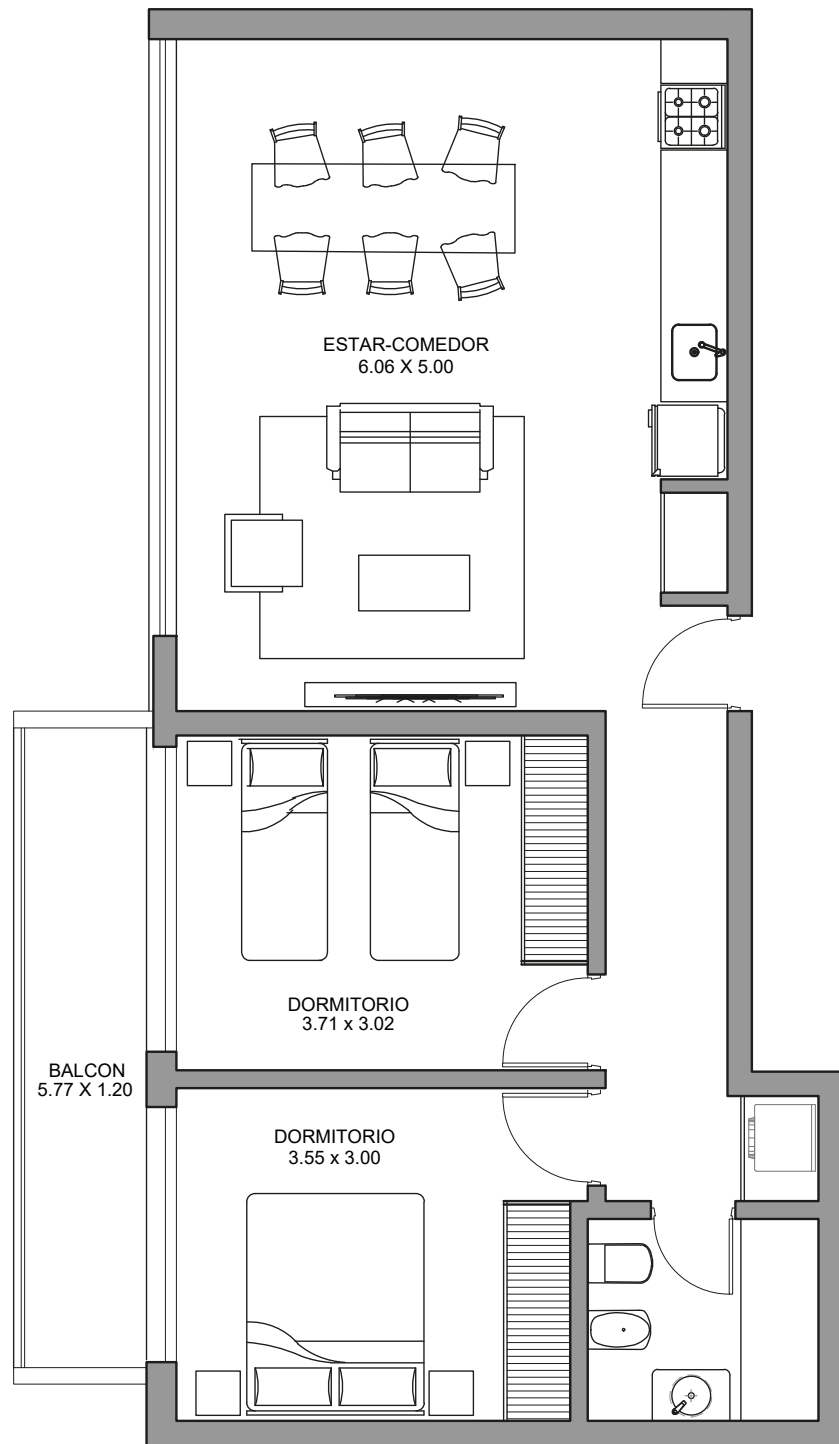 ESTAR-COMEDOR
6.06 X 5.00
DORMITORIO
3.71 x 3.02
BALCON
5.77 X 1.20
DORMITORIO
3.55 x 3.00